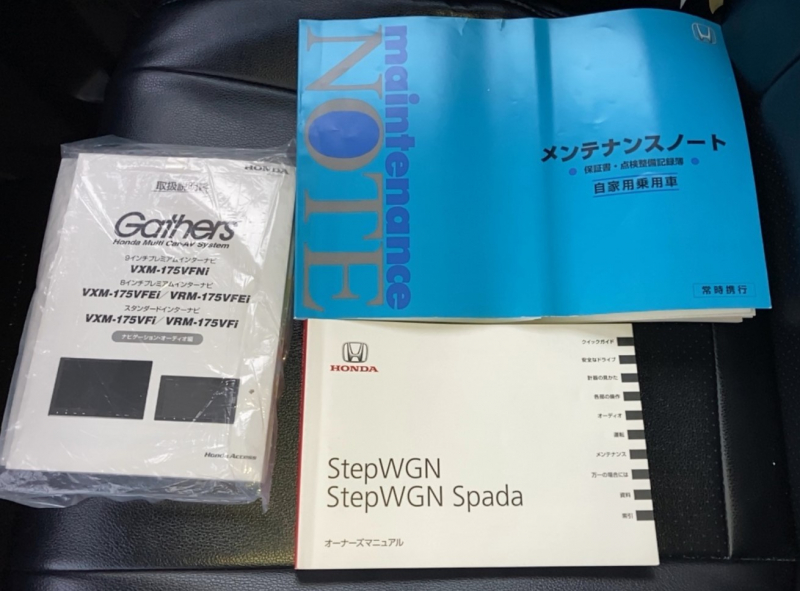 maintenance
NOTE
メンテナンスノート
保証書・点検整備記録簿
自家用乗用車
常時携行
HONDA
取扱説明書
Gathers
Honda Multi Car-AV System
9インチプレミアムインターナビ
VXM-175VFNi
8インチプレミアムインターナビ
VXM-175VFEi/VRM-175VFEi
スタンダードインターナビ
VXM-175VFi/VRM-175VFi
ナビゲーション・オーディオ編
Honda Access
HONDA
クイックガイド
安全なドライブ
計器の見かた
各部の操作
オーディオ
運転
メンテナンス
万一の場合には
資料
索引
StepWGN
StepWGN Spada
オーナーズマニュアル